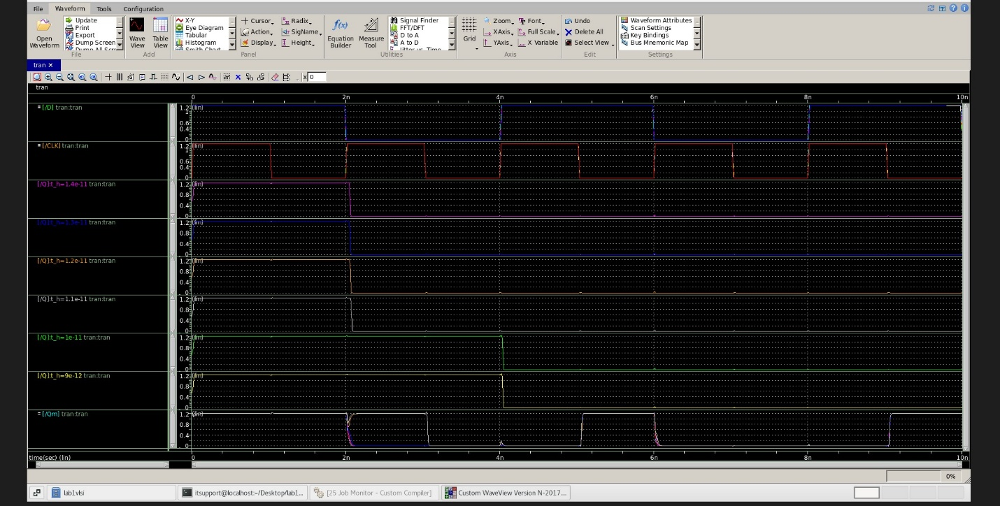 File Waveform Tools Configuration
Open Waveform
Update
Print
Export
Dump Screen
File
Wave View
Table View
Add
X-Y
Eye Diagram
Tabular
Histogram
Smith Chart
Cursor
Action
Display
Radix
SigName
Height
Panel
f(x)
Equation Builder
Measure Tool
Signal Finder
FFT/DFT
D to A
A to D
Jitter vs. Time
Utilities
Grid
Zoom
XAxis
YAxis
Font
Full Scale
X Variable
Axis
Undo
Delete All
Select View
Edit
Waveform Attributes
Scan Settings
Key Bindings
Bus Mnemonic Map
Settings
tran
x 0
tran
0 2n 4n 6n 8n 10n
[/D] tran:tran
1.2 (lin)
1
0.6
0.4
0
[/CLK] tran:tran
1.2 (lin)
1
0.6
0.4
0
[/Q]:t_h=1.4e-11 tran:tran
1.2 (lin)
0.8
0.4
0
[/Q]:t_h=1.3e-11 tran:tran
1.2 (lin)
0.8
0.4
0
[/Q]:t_h=1.2e-11 tran:tran
1.2 (lin)
0.8
0.4
0
[/Q]:t_h=1.1e-11 tran:tran
1.2 (lin)
0.8
0.4
0
[/Q]:t_h=1e-11 tran:tran
1.2 (lin)
0.8
0.4
0
[/Q]:t_h=9e-12 tran:tran
1.2 (lin)
0.8
0.4
0
[/Qm] tran:tran
1.2 (lin)
0.8
0.4
0
time(sec) (lin) 0 2n 4n 6n 8n 10n
0%
lab1vlsi
itsupport@localhost:~/Desktop/lab1...
[25 Job Monitor - Custom Compiler]
Custom WaveView Version N-2017....